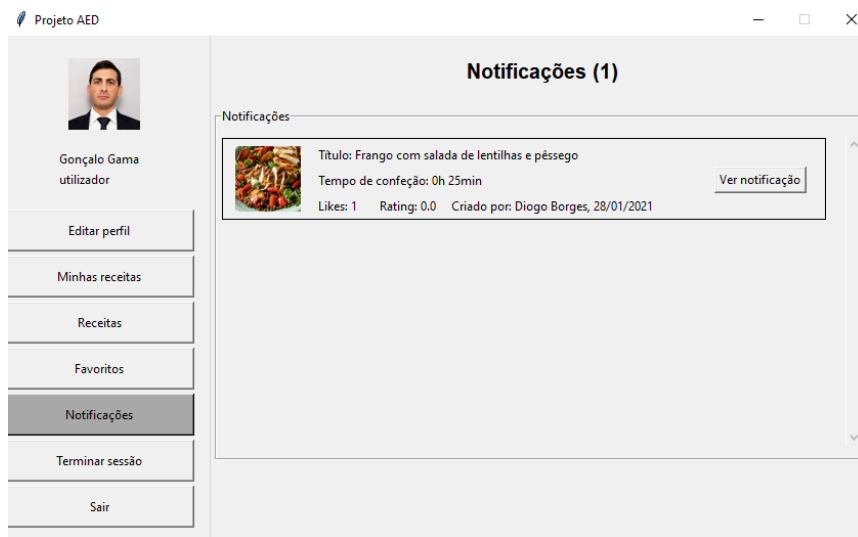 Projeto AED
Gonçalo Gama
utilizador
Editar perfil
Minhas receitas
Receitas
Favoritos
Notificações
Terminar sessão
Sair
Notificações (1)
Notificações
Título: Frango com salada de lentilhas e pêssego
Tempo de confeção: 0h 25min
Likes: 1 Rating: 0.0 Criado por: Diogo Borges, 28/01/2021
Ver notificação